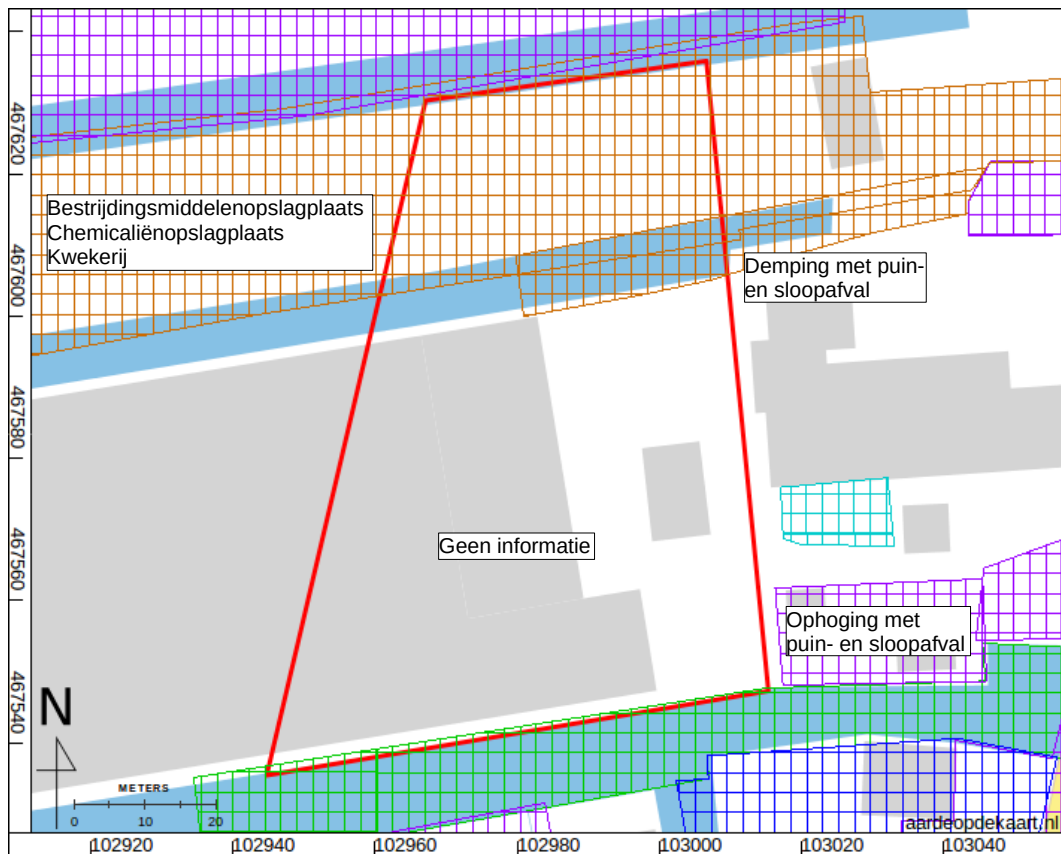 467620
467600
467580
467560
467540
Bestrijdingsmiddelenopslagplaats
Chemicaliënopslagplaats
Kwekerij
Demping met puin-
en sloopafval
Geen informatie
Ophoging met
puin- en sloopafval
N
METERS
0 10 20
aardeopdekaart.nl
102920 102940 102960 102980 103000 103020 103040